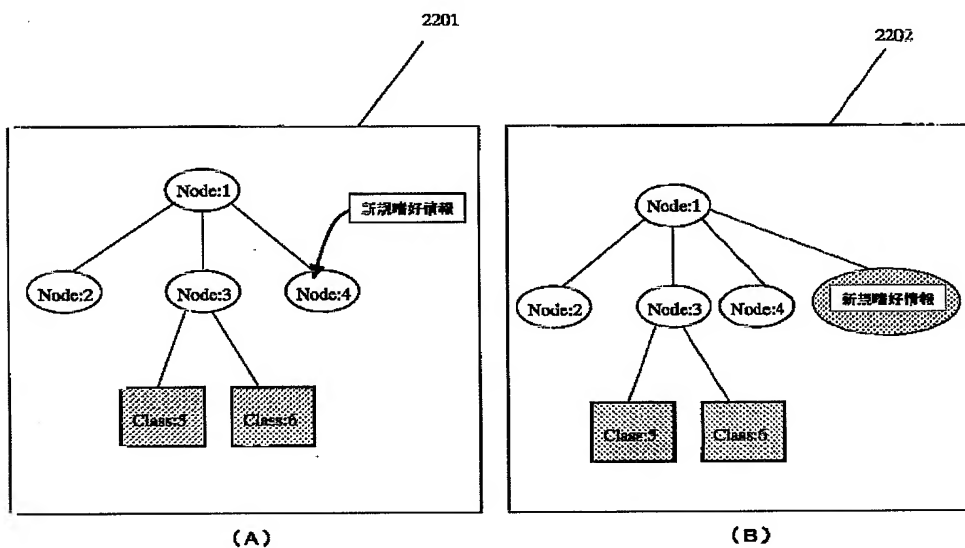 2201
2202
Node:1
新規嗜好情報
Node:2
Node:3
Node:4
Class:5
Class:6
(A)
Node:1
新規嗜好情報
Node:2
Node:3
Node:4
Class:5
Class:6
(B)